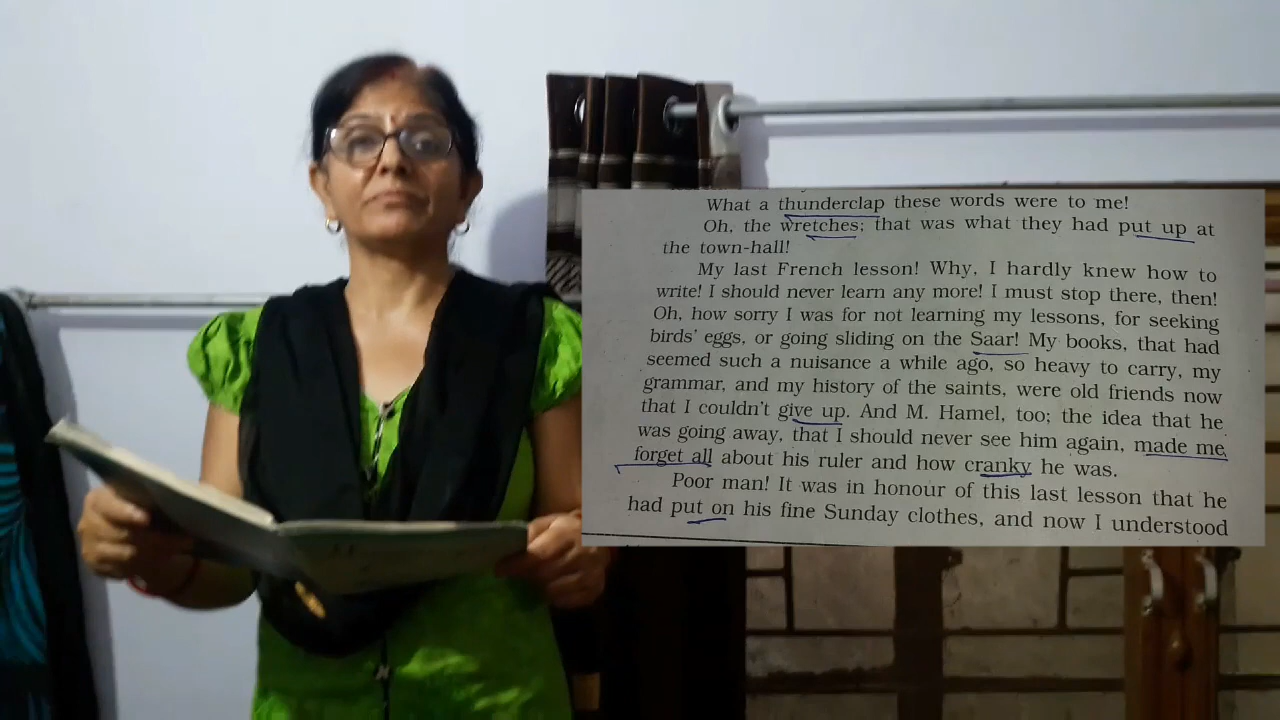 What a thunderclap these words were to me!
Oh, the wretches; that was what they had put up at
the town-hall!
My last French lesson! Why, I hardly knew how to
write! I should never learn any more! I must stop there, then!
Oh, how sorry I was for not learning my lessons, for seeking
birds' eggs, or going sliding on the Saar! My books, that had
seemed such a nuisance a while ago, so heavy to carry, my
grammar, and my history of the saints, were old friends now
that I couldn't give up. And M. Hamel, too; the idea that he
was going away, that I should never see him again, made me
forget all about his ruler and how cranky he was.
Poor man! It was in honour of this last lesson that he
had put on his fine Sunday clothes, and now I understood